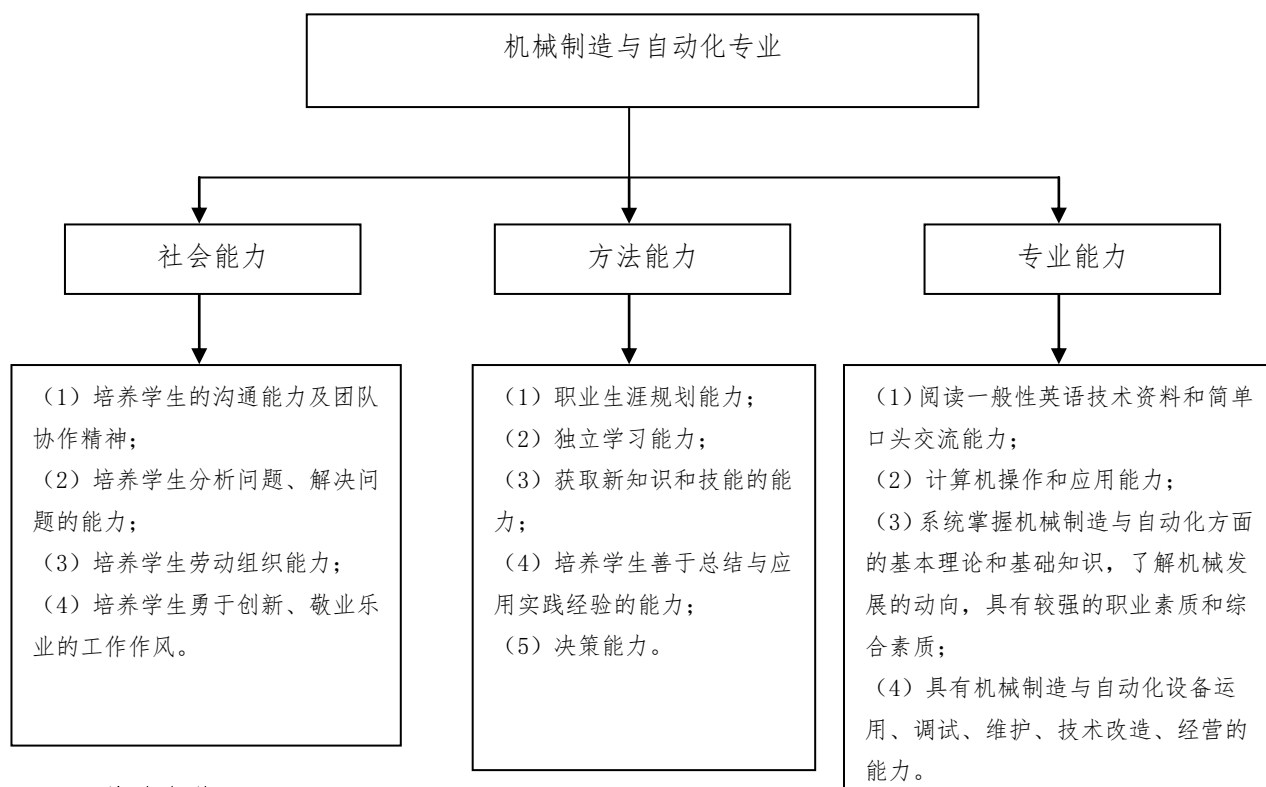 机械制造与自动化专业
社会能力
方法能力
专业能力
（1）培养学生的沟通能力及团队
协作精神；
（2）培养学生分析问题、解决问
题的能力；
（3）培养学生劳动组织能力；
（4）培养学生勇于创新、敬业乐
业的工作作风。
（1）职业生涯规划能力；
（2）独立学习能力；
（3）获取新知识和技能的能
力；
（4）培养学生善于总结与应
用实践经验的能力；
（5）决策能力。
（1）阅读一般性英语技术资料和简单
口头交流能力；
（2）计算机操作和应用能力；
（3）系统掌握机械制造与自动化方面
的基本理论和基础知识，了解机械发
展的动向，具有较强的职业素质和综
合素质；
（4）具有机械制造与自动化设备运
用、调试、维护、技术改造、经营的
能力。